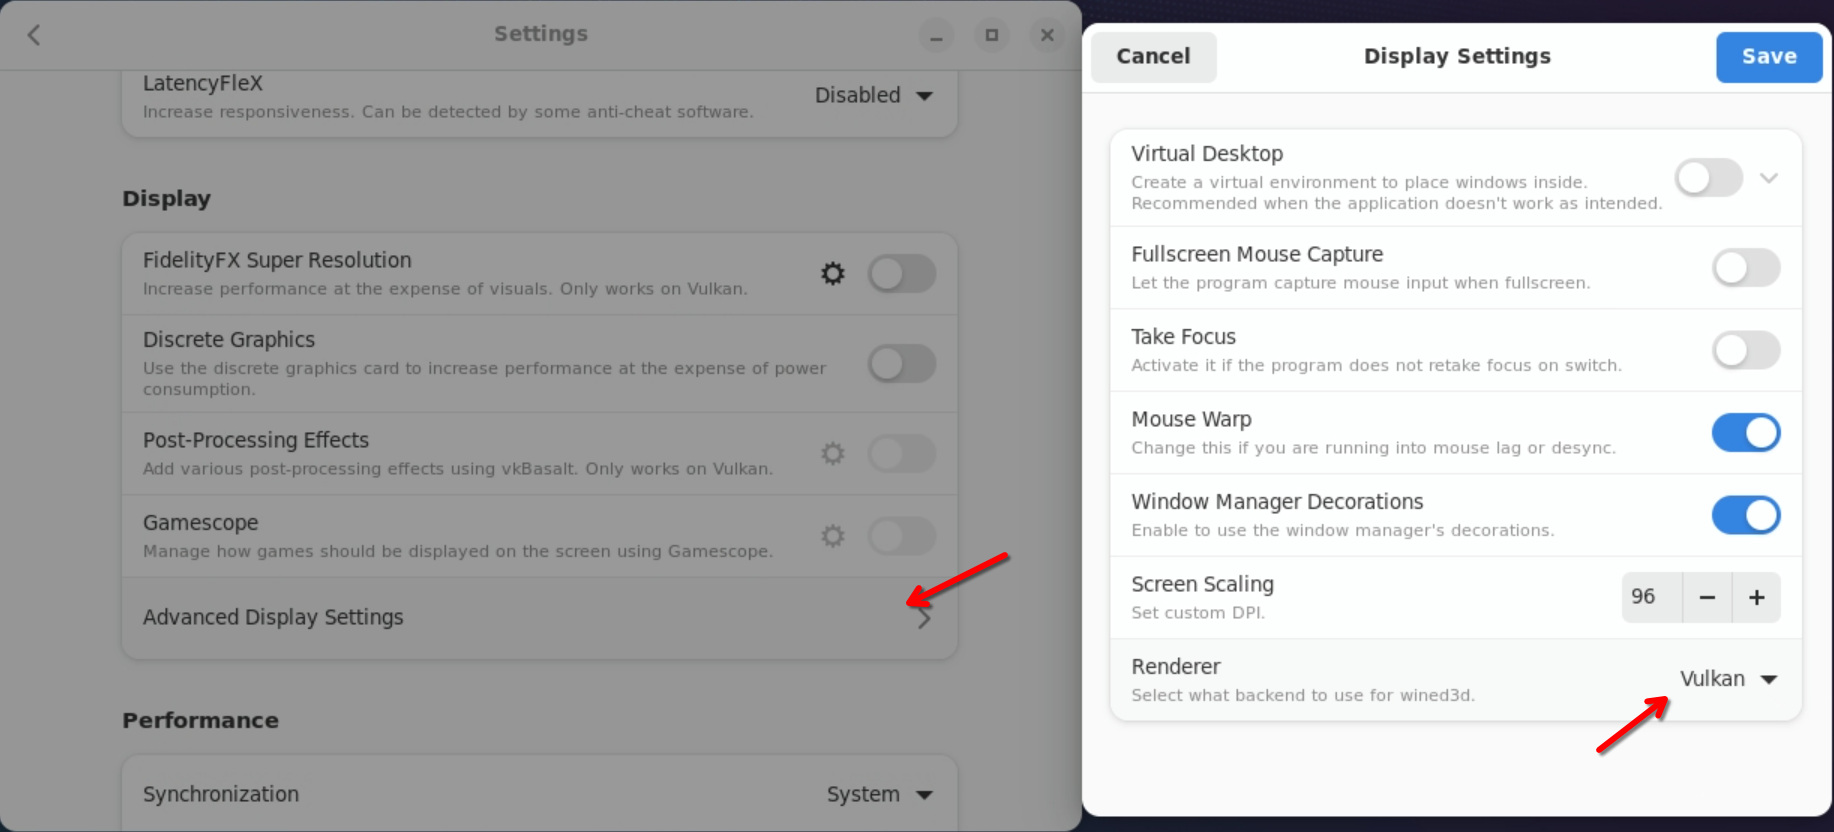 Settings
LatencyFleX
Increase responsiveness. Can be detected by some anti-cheat software.
Disabled
Display
FidelityFX Super Resolution
Increase performance at the expense of visuals. Only works on Vulkan.
Discrete Graphics
Use the discrete graphics card to increase performance at the expense of power
consumption.
Post-Processing Effects
Add various post-processing effects using vkBasalt. Only works on Vulkan.
Gamescope
Manage how games should be displayed on the screen using Gamescope.
Advanced Display Settings
Performance
Synchronization
System
Cancel
Display Settings
Save
Virtual Desktop
Create a virtual environment to place windows inside.
Recommended when the application doesn't work as intended.
Fullscreen Mouse Capture
Let the program capture mouse input when fullscreen.
Take Focus
Activate it if the program does not retake focus on switch.
Mouse Warp
Change this if you are running into mouse lag or desync.
Window Manager Decorations
Enable to use the window manager's decorations.
Screen Scaling
Set custom DPI.
96 − +
Renderer
Select what backend to use for wined3d.
Vulkan